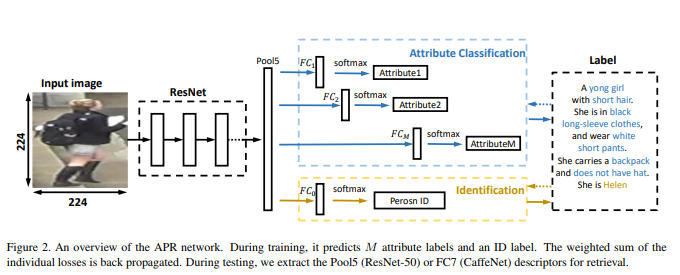 Attribute Classification
Label
Input image
ResNet
Pool5
FC1
softmax
Attribute1
FC2
softmax
Attribute2
FCM
softmax
AttributeM
224
224
A yong girl
with short hair.
She is in black
long-sleeve clothes,
and wear white
short pants.
She carries a backpack
and does not have hat.
She is Helen
Identification
FC0
softmax
Perosn ID
Figure 2. An overview of the APR network. During training, it predicts M attribute labels and an ID label. The weighted sum of the
individual losses is back propagated. During testing, we extract the Pool5 (ResNet-50) or FC7 (CaffeNet) descriptors for retrieval.